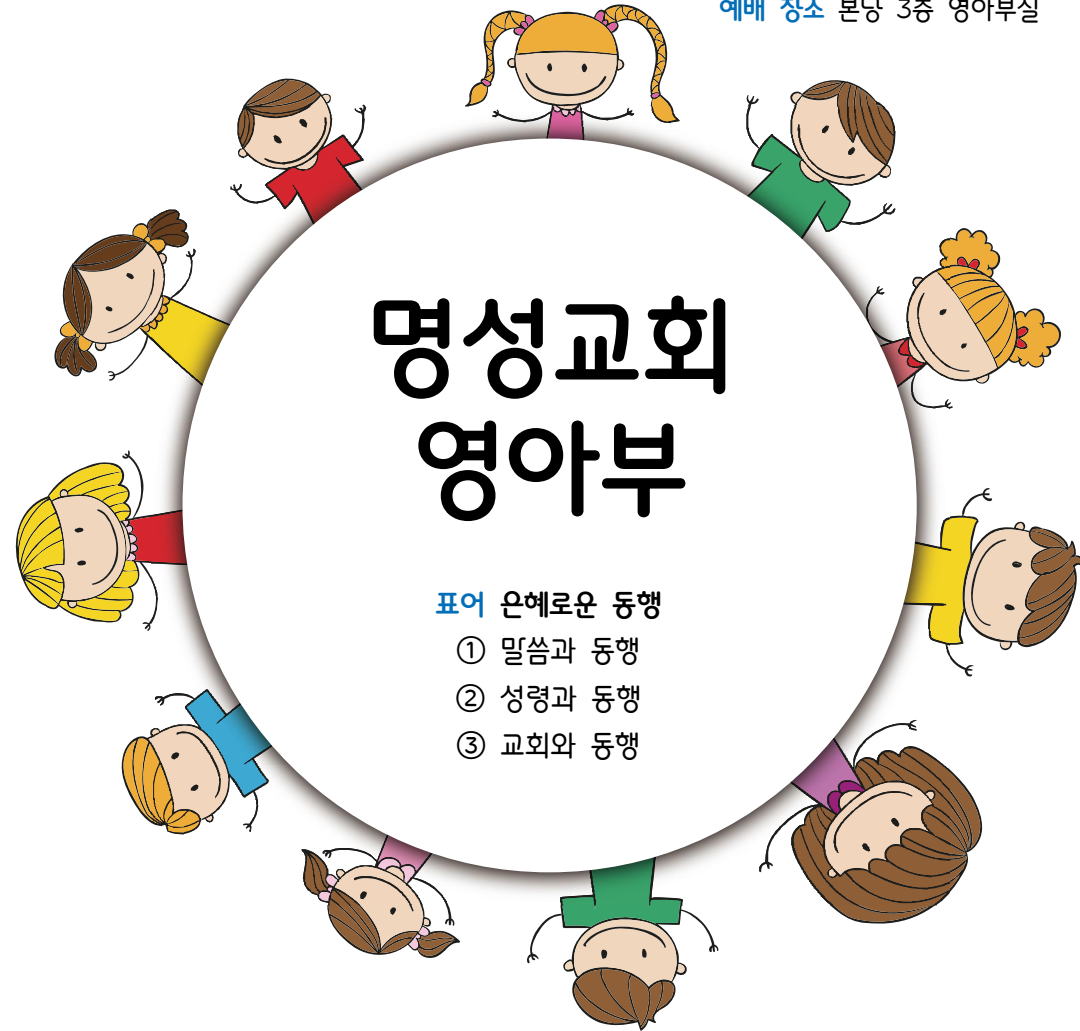 예배 장소 본당 3층 영아부실
명성교회
영아부
표어 은혜로운 동행
① 말씀과 동행
② 성령과 동행
③ 교회와 동행